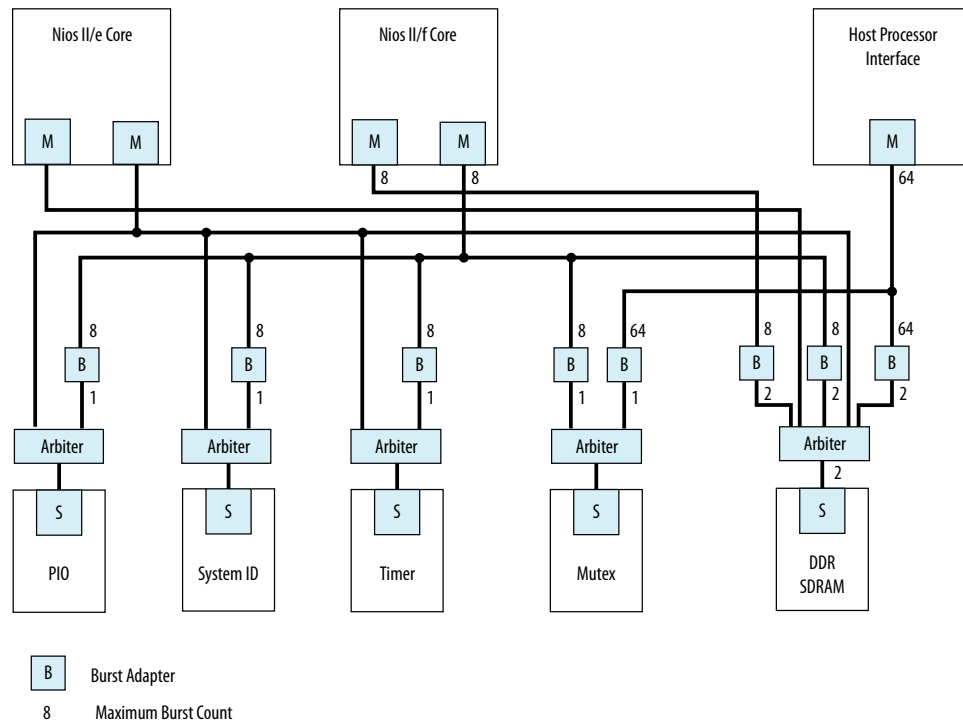 Nios II/e Core
Nios II/f Core
Host Processor
Interface
M
M
M
M
M
8
8
64
8
8
8
8
64
8
8
64
B
B
B
B
B
B
B
B
1
1
1
1
1
2
2
2
Arbiter
Arbiter
Arbiter
Arbiter
Arbiter
2
S
S
S
S
S
PIO
System ID
Timer
Mutex
DDR
SDRAM
B
Burst Adapter
8
Maximum Burst Count